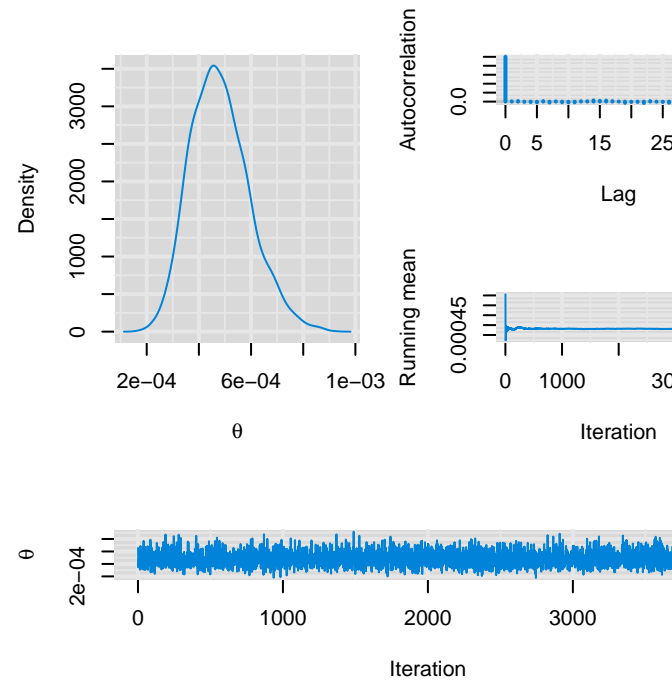 Density
0 1000 2000 3000
2e−04 6e−04 1e−03
θ
Autocorrelation
0.0
0 5 15 25
Lag
Running mean
0.00045
0 1000
Iteration
θ
2e−04
0 1000 2000 3000
Iteration